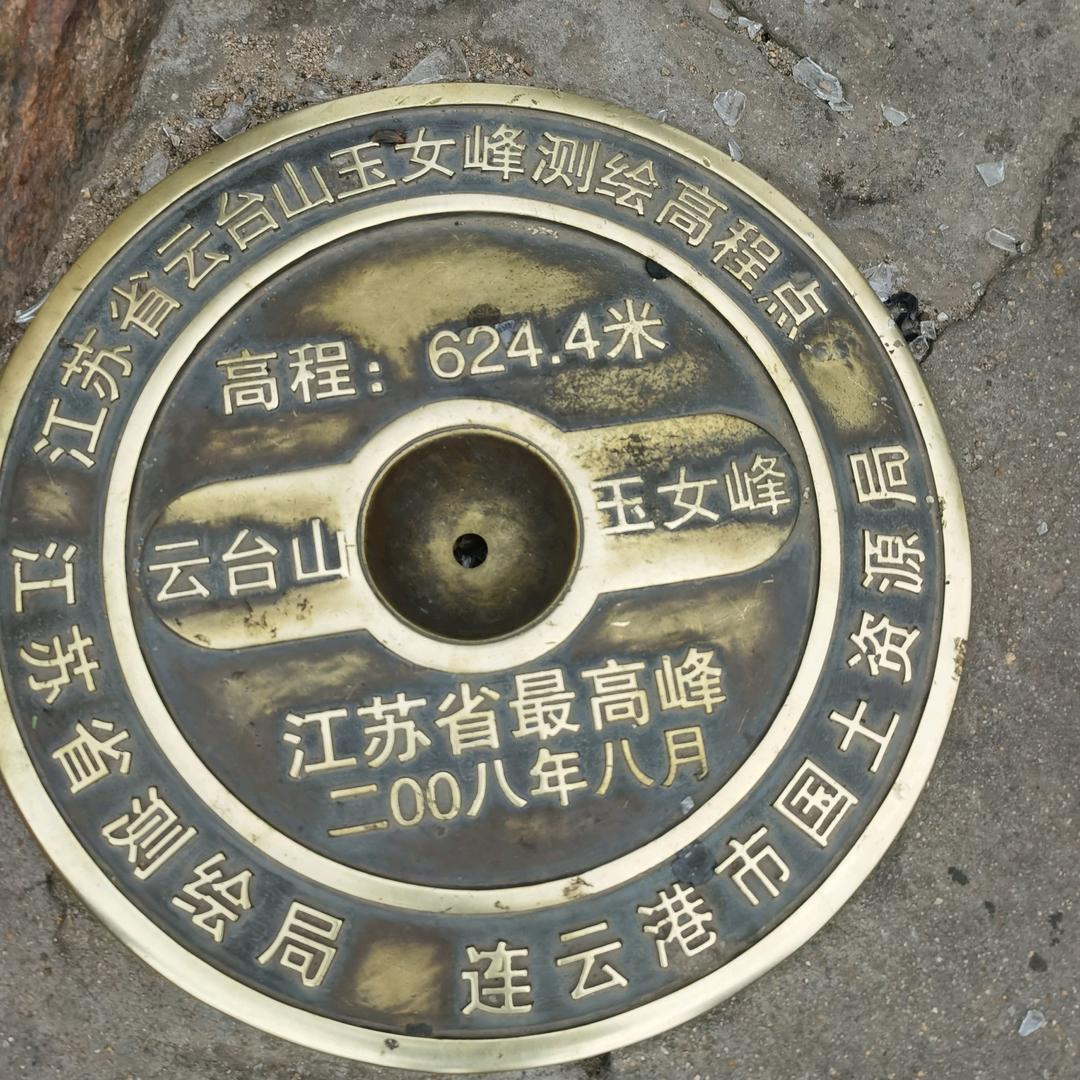 江苏省云台山玉女峰测绘高程点
高程：624.4米
云台山 玉女峰
江苏省最高峰
二00八年八月
江苏省测绘局
连云港市国土资源局